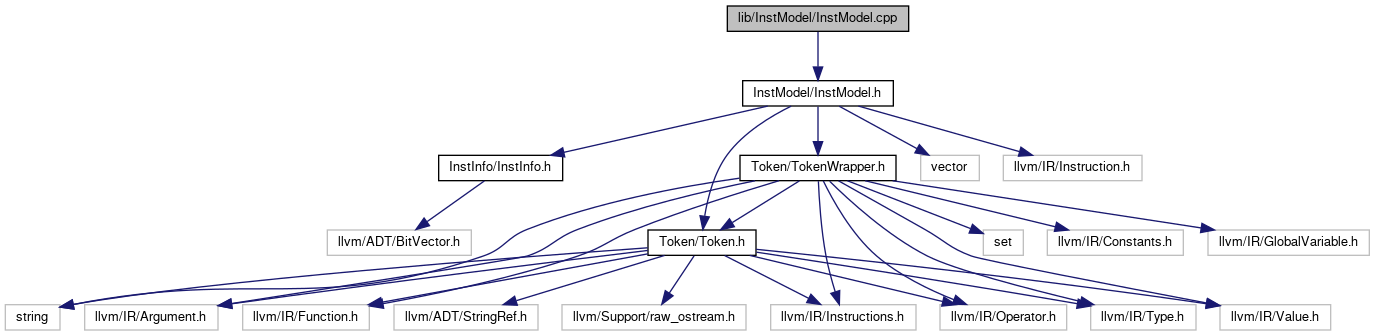 lib/InstModel/InstModel.cpp
InstModel/InstModel.h
InstInfo/InstInfo.h
Token/TokenWrapper.h
vector
llvm/IR/Instruction.h
llvm/ADT/BitVector.h
Token/Token.h
set
llvm/IR/Constants.h
llvm/IR/GlobalVariable.h
string
llvm/IR/Argument.h
llvm/IR/Function.h
llvm/ADT/StringRef.h
llvm/Support/raw_ostream.h
llvm/IR/Instructions.h
llvm/IR/Operator.h
llvm/IR/Type.h
llvm/IR/Value.h